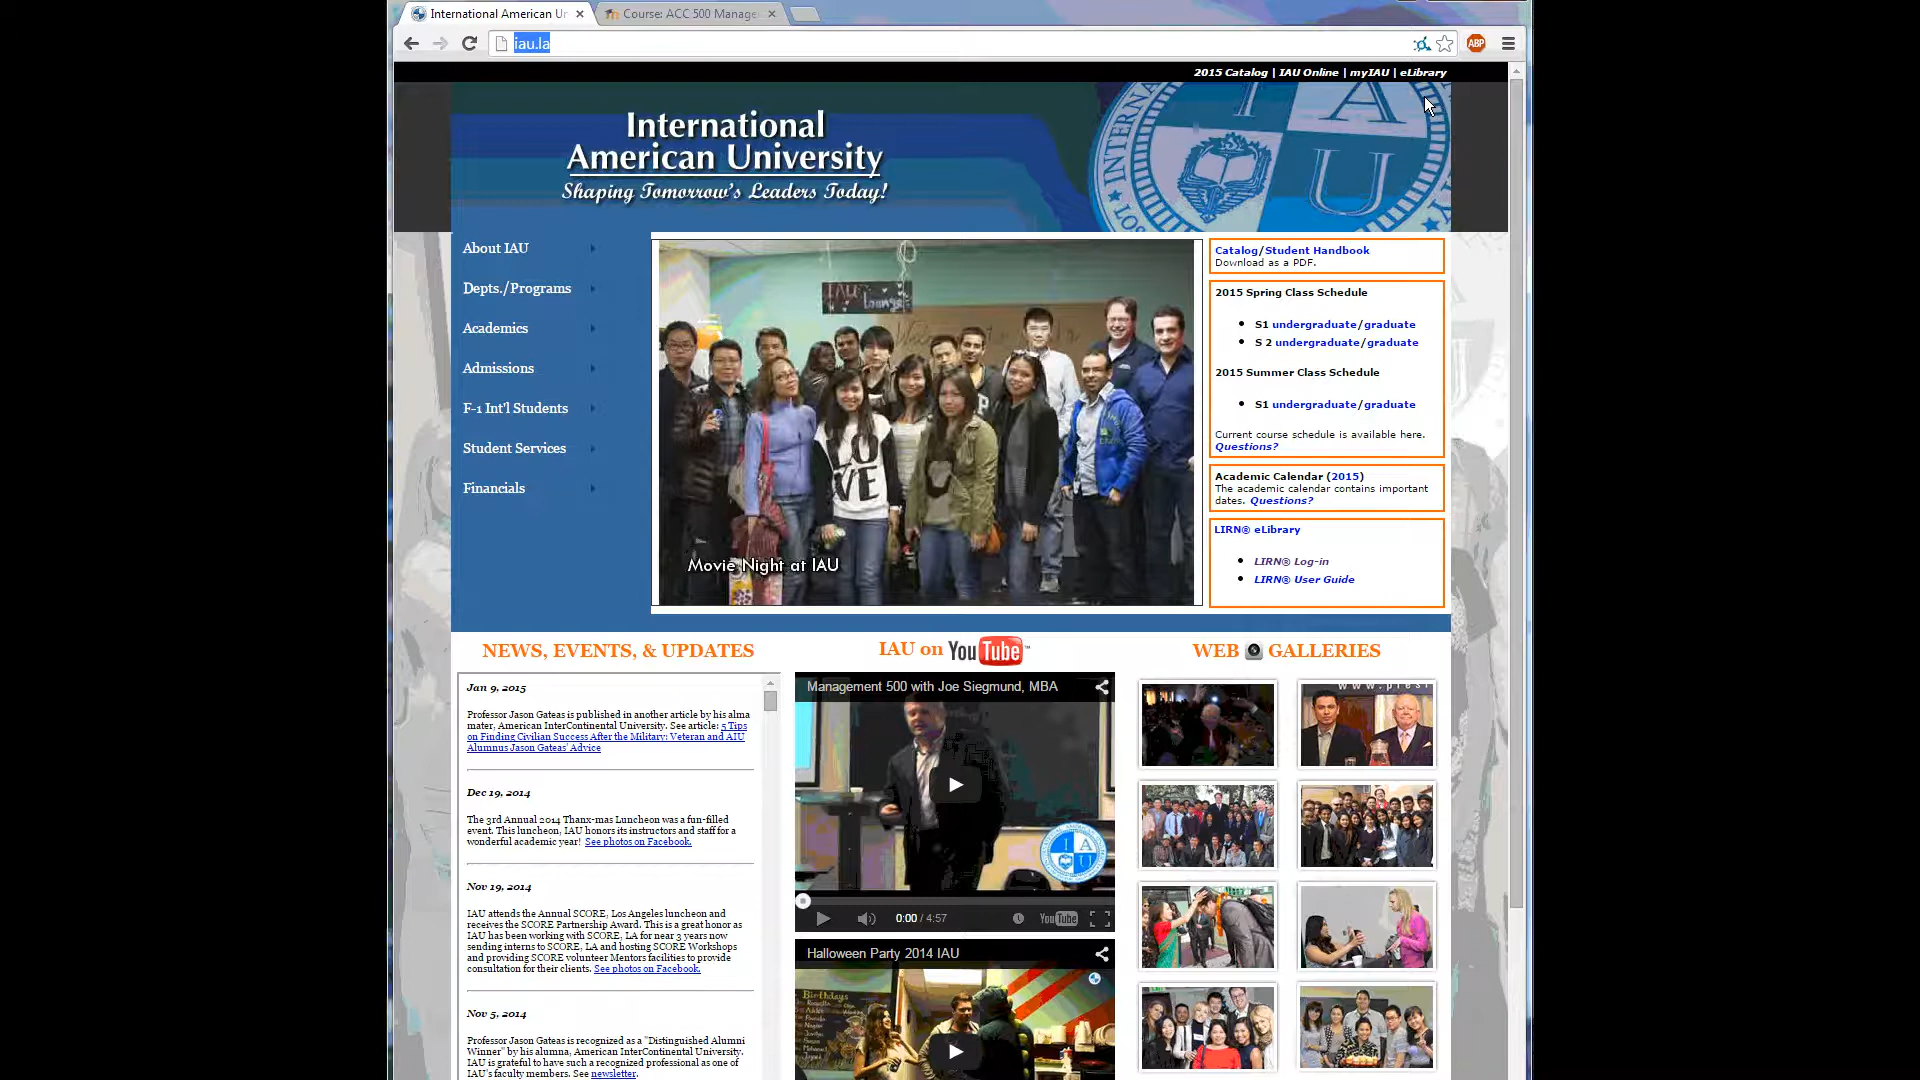 International American Ur
Course: ACC 500 Manage
iau.la
ABP
2015 Catalog | IAU Online | myIAU | eLibrary
International
American University
Shaping Tomorrow's Leaders Today!
About IAU
Depts./Programs
Academics
Admissions
F-1 Int'l Students
Student Services
Financials
Movie Night at IAU
Catalog/Student Handbook
Download as a PDF.
2015 Spring Class Schedule
S1 undergraduate/graduate
S 2 undergraduate/graduate
2015 Summer Class Schedule
S1 undergraduate/graduate
Current course schedule is available here.
Questions?
Academic Calendar (2015)
The academic calendar contains important
dates. Questions?
LIRN® eLibrary
LIRN® Log-in
LIRN® User Guide
NEWS, EVENTS, & UPDATES
Jan 9, 2015
Professor Jason Gateas is published in another article by his alma
mater, American InterContinental University. See article: 5 Tips
on Finding Civilian Success After the Military: Veteran and AIU
Alumnus Jason Gateas' Advice
Dec 19, 2014
The 3rd Annual 2014 Thanx-mas Luncheon was a fun-filled
event. This luncheon, IAU honors its instructors and staff for a
wonderful academic year! See photos on Facebook.
Nov 19, 2014
IAU attends the Annual SCORE, Los Angeles luncheon and
receives the SCORE Partnership Award. This is a great honor as
IAU has been working with SCORE, LA for near 3 years now
sending interns to SCORE, LA and hosting SCORE Workshops
and providing SCORE volunteer Mentors facilities to provide
consultation for their clients. See photos on Facebook.
Nov 5, 2014
Professor Jason Gateas is recognized as a "Distinguished Alumni
Winner" by his alumna, American InterContinental University.
IAU is grateful to have such a recognized professional as one of
IAU's faculty members. See newsletter.
IAU on YouTube™
Management 500 with Joe Siegmund, MBA
IAU
0:00 / 4:57
YouTube
Halloween Party 2014 IAU
Birthdays
WEB GALLERIES